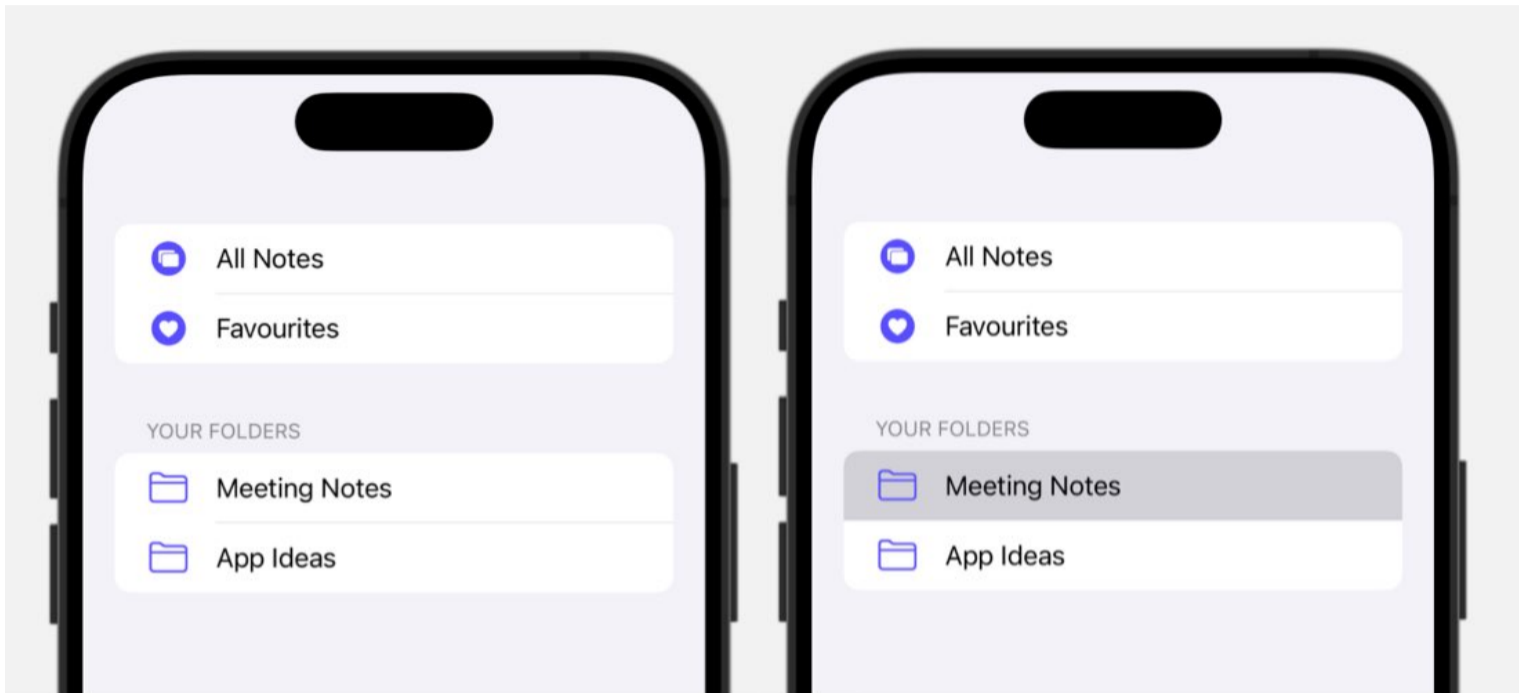 All Notes
Favourites
YOUR FOLDERS
Meeting Notes
App Ideas
All Notes
Favourites
YOUR FOLDERS
Meeting Notes
App Ideas